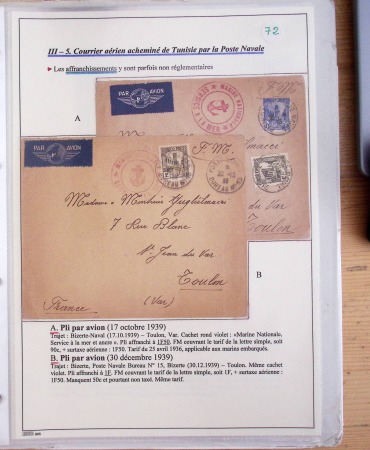 72
III – 5. Courrier aérien acheminé de Tunisie par la Poste Navale
► Les affranchissements y sont parfois non réglementaires
A
PAR AVION
MARINE NATIONALE
F. M.
Toulon
PAR AVION
F. M.
Madame
7 Rue Blanc
St Jean du Var
Toulon
(Var)
France
B
A. Pli par avion (17 octobre 1939)
Trajet : Bizerte-Naval (17.10.1939) – Toulon, Var. Cachet rond violet : «Marine Nationale,
Service à la mer et ancre ». Pli affranchi à 1F50. FM couvrant le tarif de la lettre simple, soit
90c, + surtaxe aérienne : 1F50. Tarif du 25 avril 1936, applicable aux marins embarqués.
B. Pli par avion (30 décembre 1939)
Trajet : Bizerte, Poste Navale Bureau N° 15, Bizerte (30.12.1939) – Toulon. Même cachet
violet. Pli affranchi à 1F. FM couvrant le tarif de la lettre simple, soit 1F, + surtaxe aérienne :
1F50. Manquent 50c et pourtant non taxé. Même tarif.